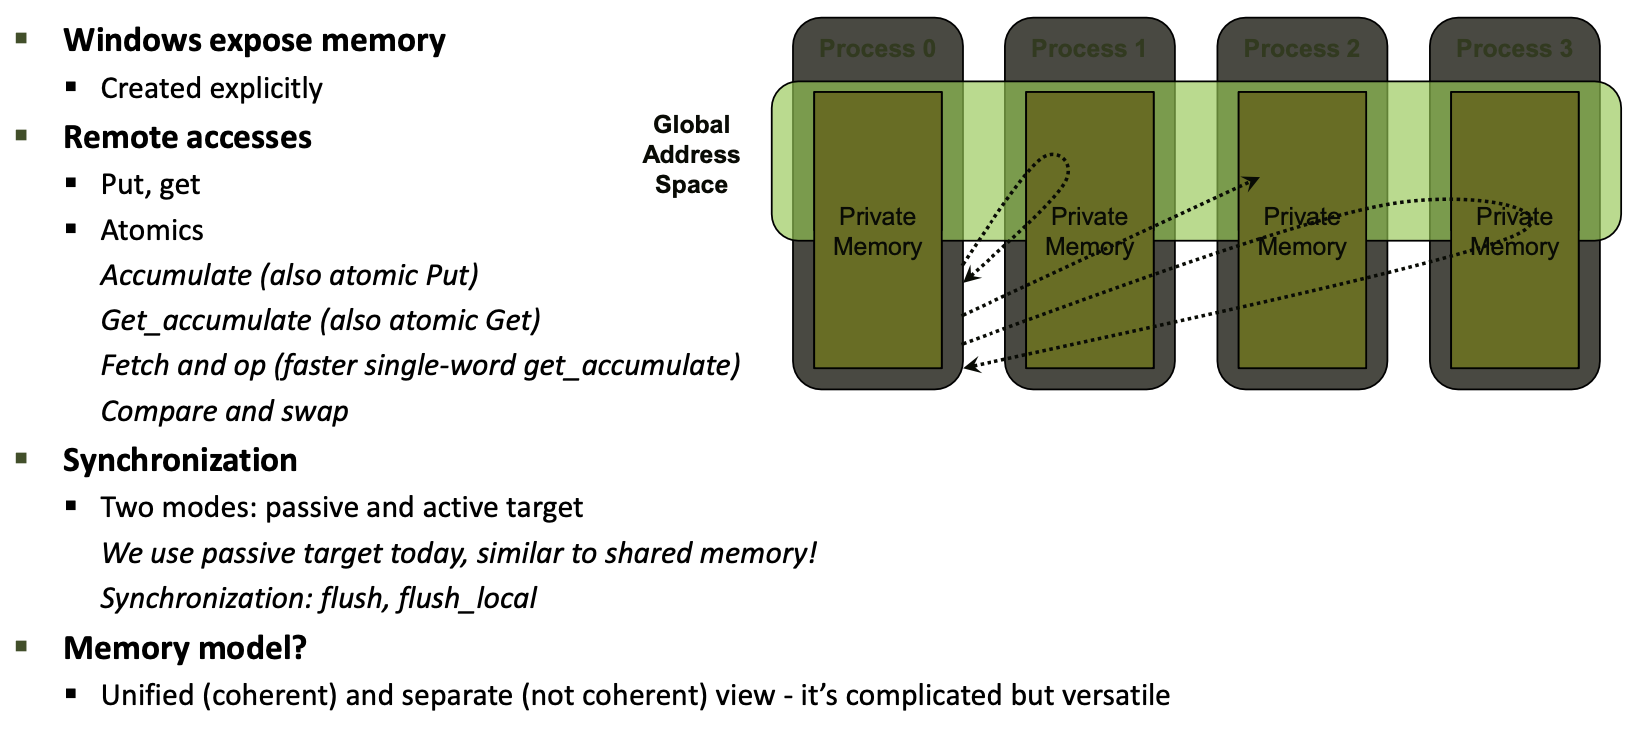 Windows expose memory
Created explicitly
Remote accesses
Put, get
Atomics
Accumulate (also atomic Put)
Get_accumulate (also atomic Get)
Fetch and op (faster single-word get_accumulate)
Compare and swap
Synchronization
Two modes: passive and active target
We use passive target today, similar to shared memory!
Synchronization: flush, flush_local
Memory model?
Unified (coherent) and separate (not coherent) view - it’s complicated but versatile
Process 0
Process 1
Process 2
Process 3
Global
Address
Space
Private
Memory
Private
Memory
Private
Memory
Private
Memory